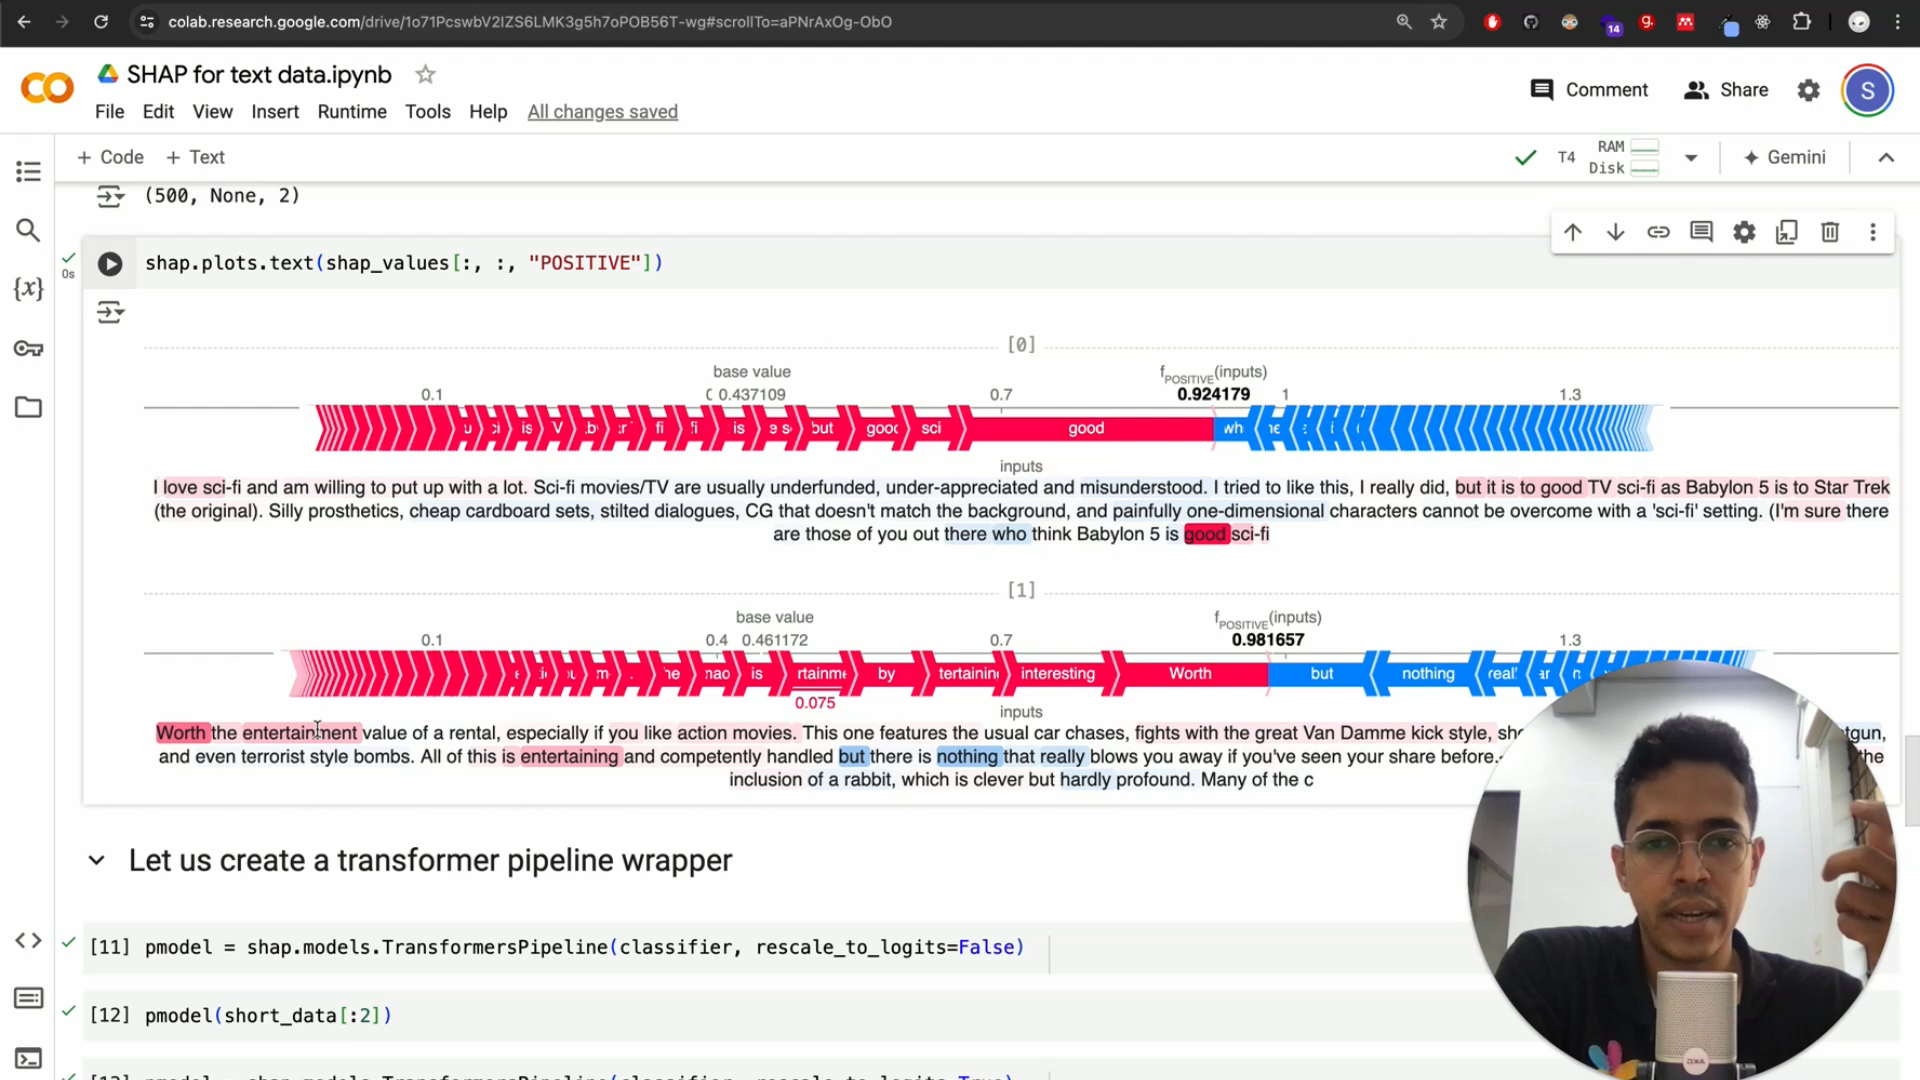 colab.research.google.com/drive/1o71PcswbV2IZS6LMK3g5h7oPOB56T-wg#scrollTo=aPNrAxOg-ObO
14
SHAP for text data.ipynb
Comment
Share
S
File Edit View Insert Runtime Tools Help All changes saved
+ Code + Text
T4
RAM
Disk
Gemini
(500, None, 2)
0s
shap.plots.text(shap_values[:, :, "POSITIVE"])
[0]
base value
fPOSITIVE(inputs)
0.1 0.437109 0.7 0.924179 1 1.3
is but good sci good
inputs
I love sci-fi and am willing to put up with a lot. Sci-fi movies/TV are usually underfunded, under-appreciated and misunderstood. I tried to like this, I really did, but it is to good TV sci-fi as Babylon 5 is to Star Trek
(the original). Silly prosthetics, cheap cardboard sets, stilted dialogues, CG that doesn't match the background, and painfully one-dimensional characters cannot be overcome with a 'sci-fi' setting. (I'm sure there
are those of you out there who think Babylon 5 is good sci-fi
[1]
base value
fPOSITIVE(inputs)
0.1 0.4 0.461172 0.7 0.981657 1.3
is by interesting Worth but nothing
0.075
inputs
Worth the entertainment value of a rental, especially if you like action movies. This one features the usual car chases, fights with the great Van Damme kick style,
and even terrorist style bombs. All of this is entertaining and competently handled but there is nothing that really blows you away if you've seen your share before.
inclusion of a rabbit, which is clever but hardly profound. Many of the c
Let us create a transformer pipeline wrapper
[11] pmodel = shap.models.TransformersPipeline(classifier, rescale_to_logits=False)
[12] pmodel(short_data[:2])